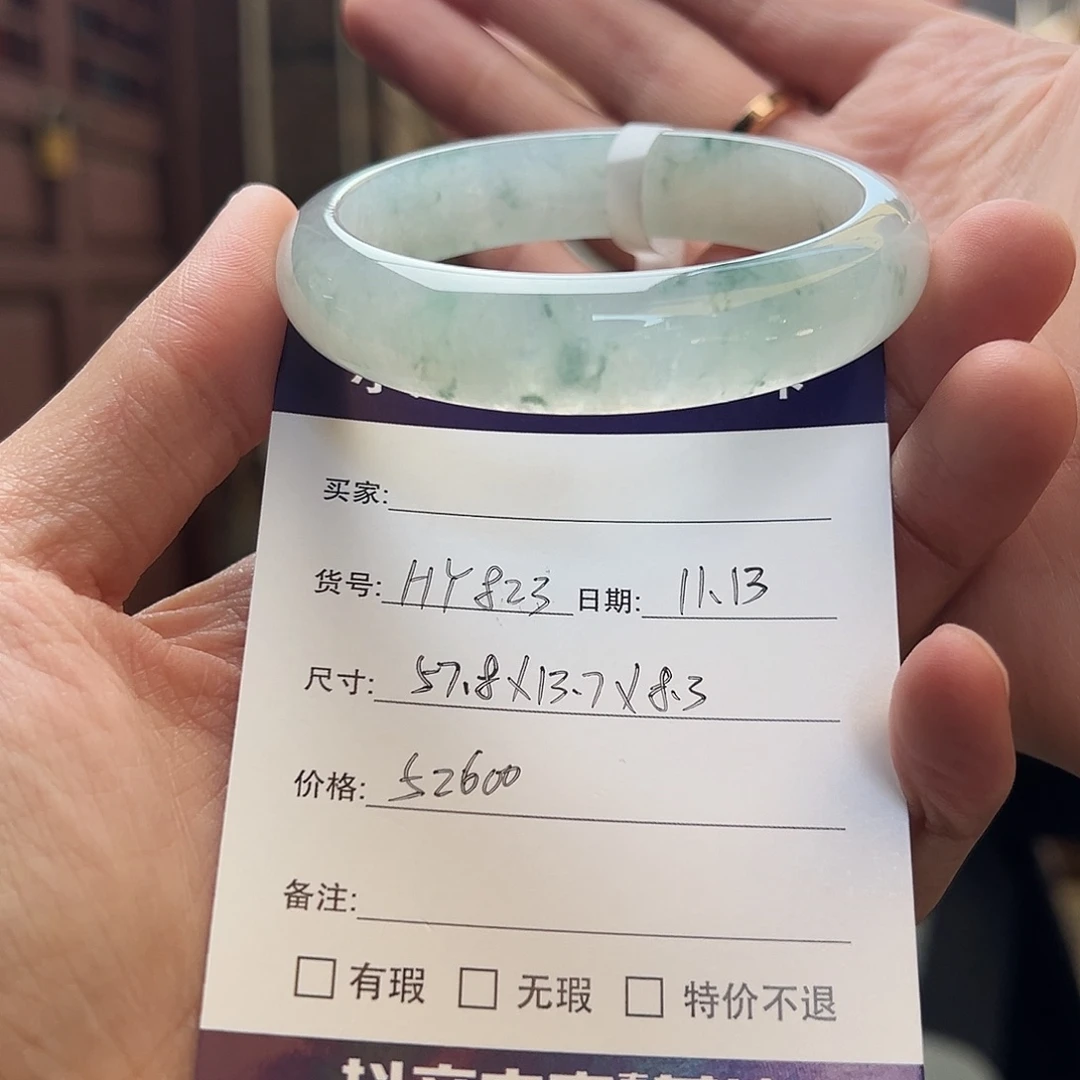 买家:
货号: HY823 日期: 11.13
尺寸: 57.8X13.7X8.3
价格: 52600
备注:
□ 有瑕 □ 无瑕 □ 特价不退